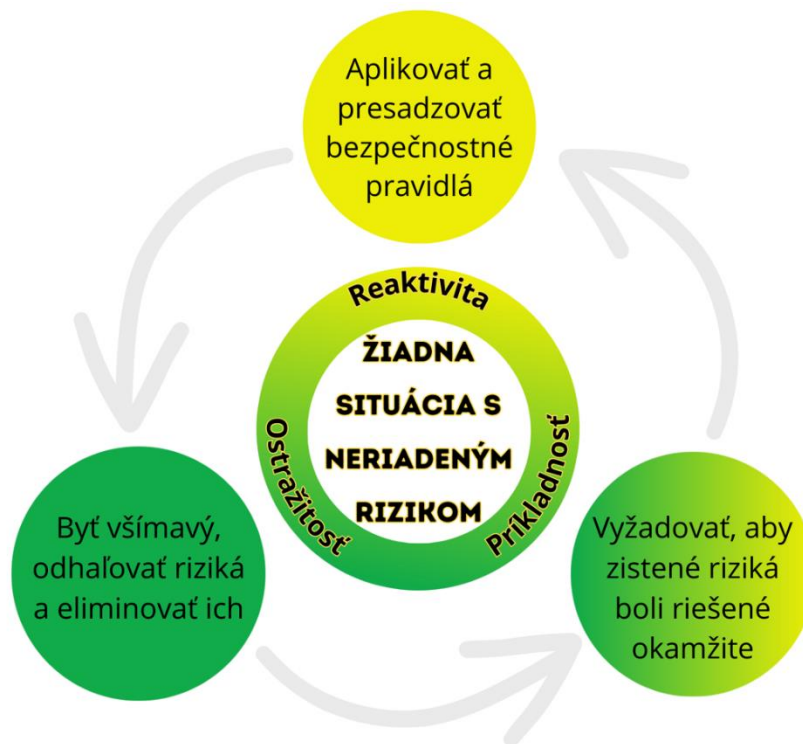 Aplikovať a
presadzovať
bezpečnostné
pravidlá
Reaktivita
ŽIADNA
SITUÁCIA S
NERIADENÝM
RIZIKOM
Ostražitosť
Príkladnosť
Byť všímavý,
odhaľovať riziká
a eliminovať ich
Vyžadovať, aby
zistené riziká
boli riešené
okamžite